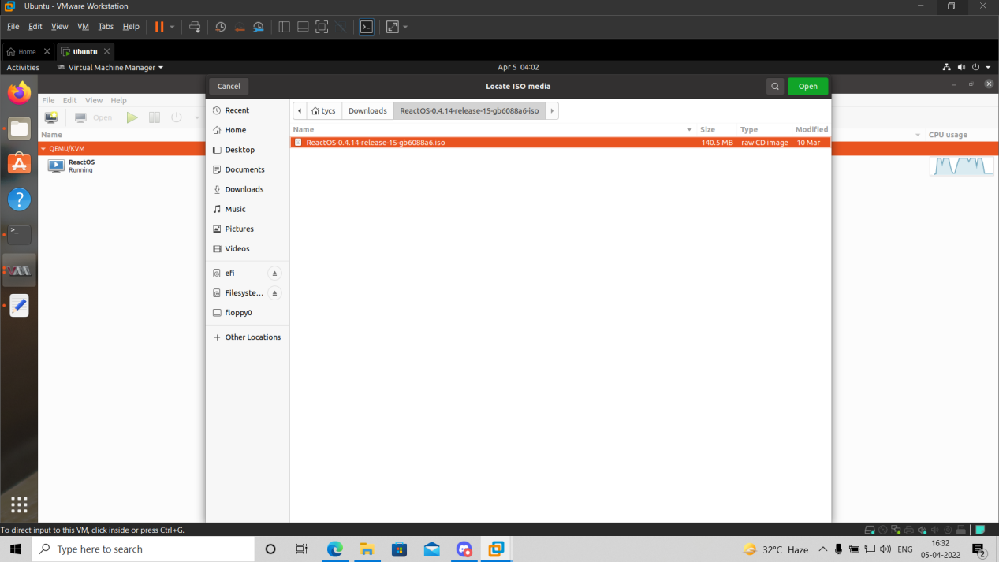 Ubuntu - VMware Workstation
File Edit View VM Tabs Help
Home Ubuntu
Activities Virtual Machine Manager Apr 5 04:02
Cancel Locate ISO media Open
File Edit View Help
Open
Name
QEMU/KVM
ReactOS
Running
Recent
Home
Desktop
Documents
Downloads
Music
Pictures
Videos
efi
Filesyste...
floppy0
Other Locations
tycs Downloads ReactOS-0.4.14-release-15-gb6088a6-iso
Name Size Type Modified
ReactOS-0.4.14-release-15-gb6088a6.iso 140.5 MB raw CD image 10 Mar
CPU usage
To direct input to this VM, click inside or press Ctrl+G.
Type here to search
32°C Haze
ENG
16:32
05-04-2022
2